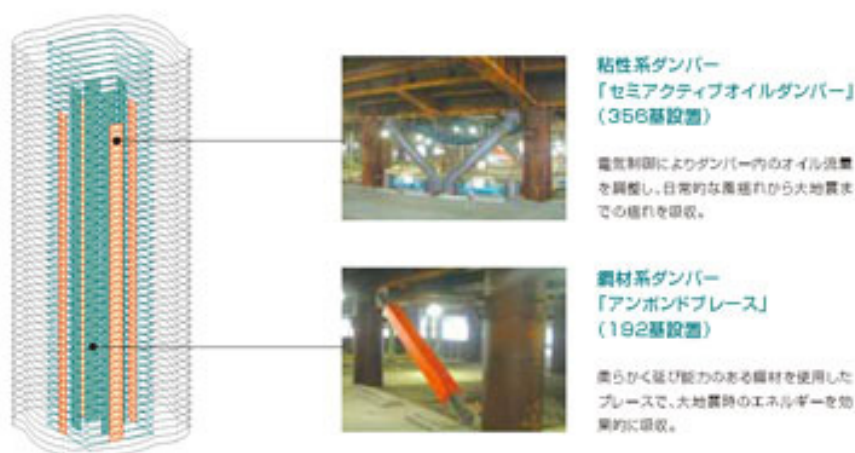 粘性系ダンパー
「セミアクティブオイルダンパー」
（356基設置）
電気制御によりダンパー内のオイル流量
を調整し、日常的な風揺れから大地震ま
での揺れを吸収。
鋼材系ダンパー
「アンボンドブレース」
（192基設置）
柔らかく延び能力のある鋼材を使用した
ブレースで、大地震時のエネルギーを効
果的に吸収。